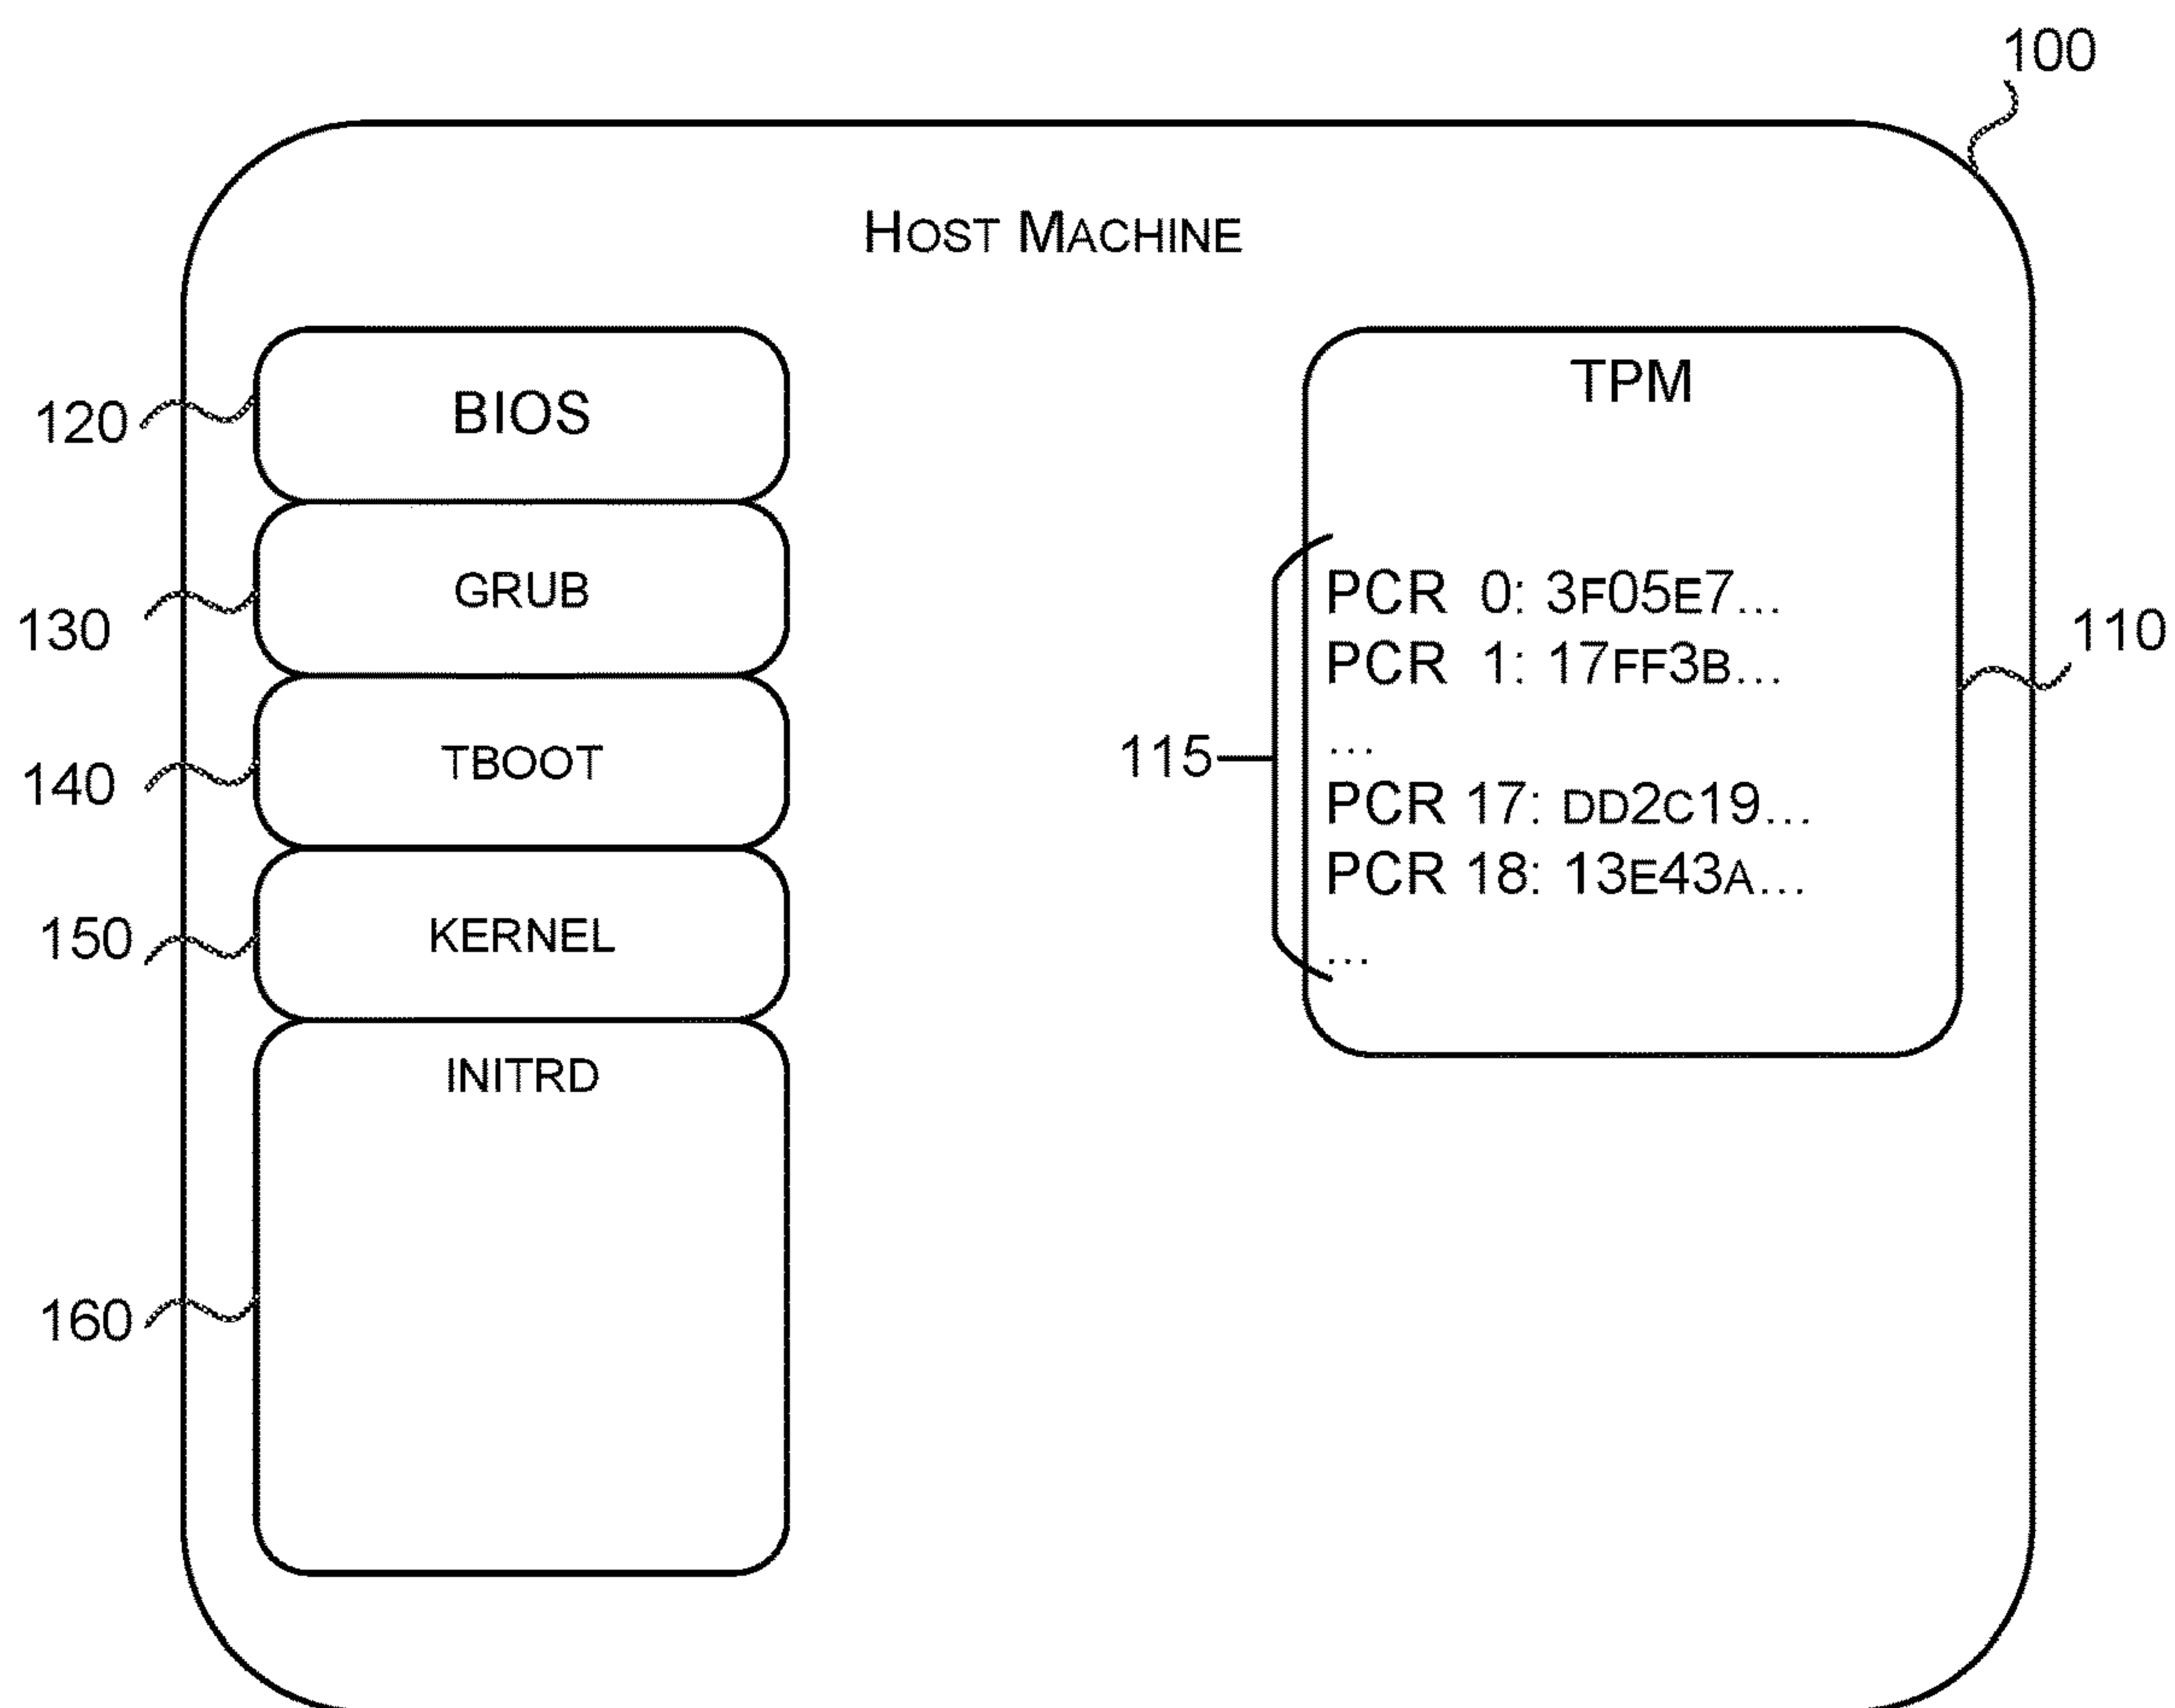 100
HOST MACHINE
120
BIOS
130
GRUB
140
TBOOT
150
KERNEL
160
INITRD
TPM
115
PCR 0: 3F05E7...
PCR 1: 17FF3B...
...
PCR 17: DD2C19...
PCR 18: 13E43A...
...
110